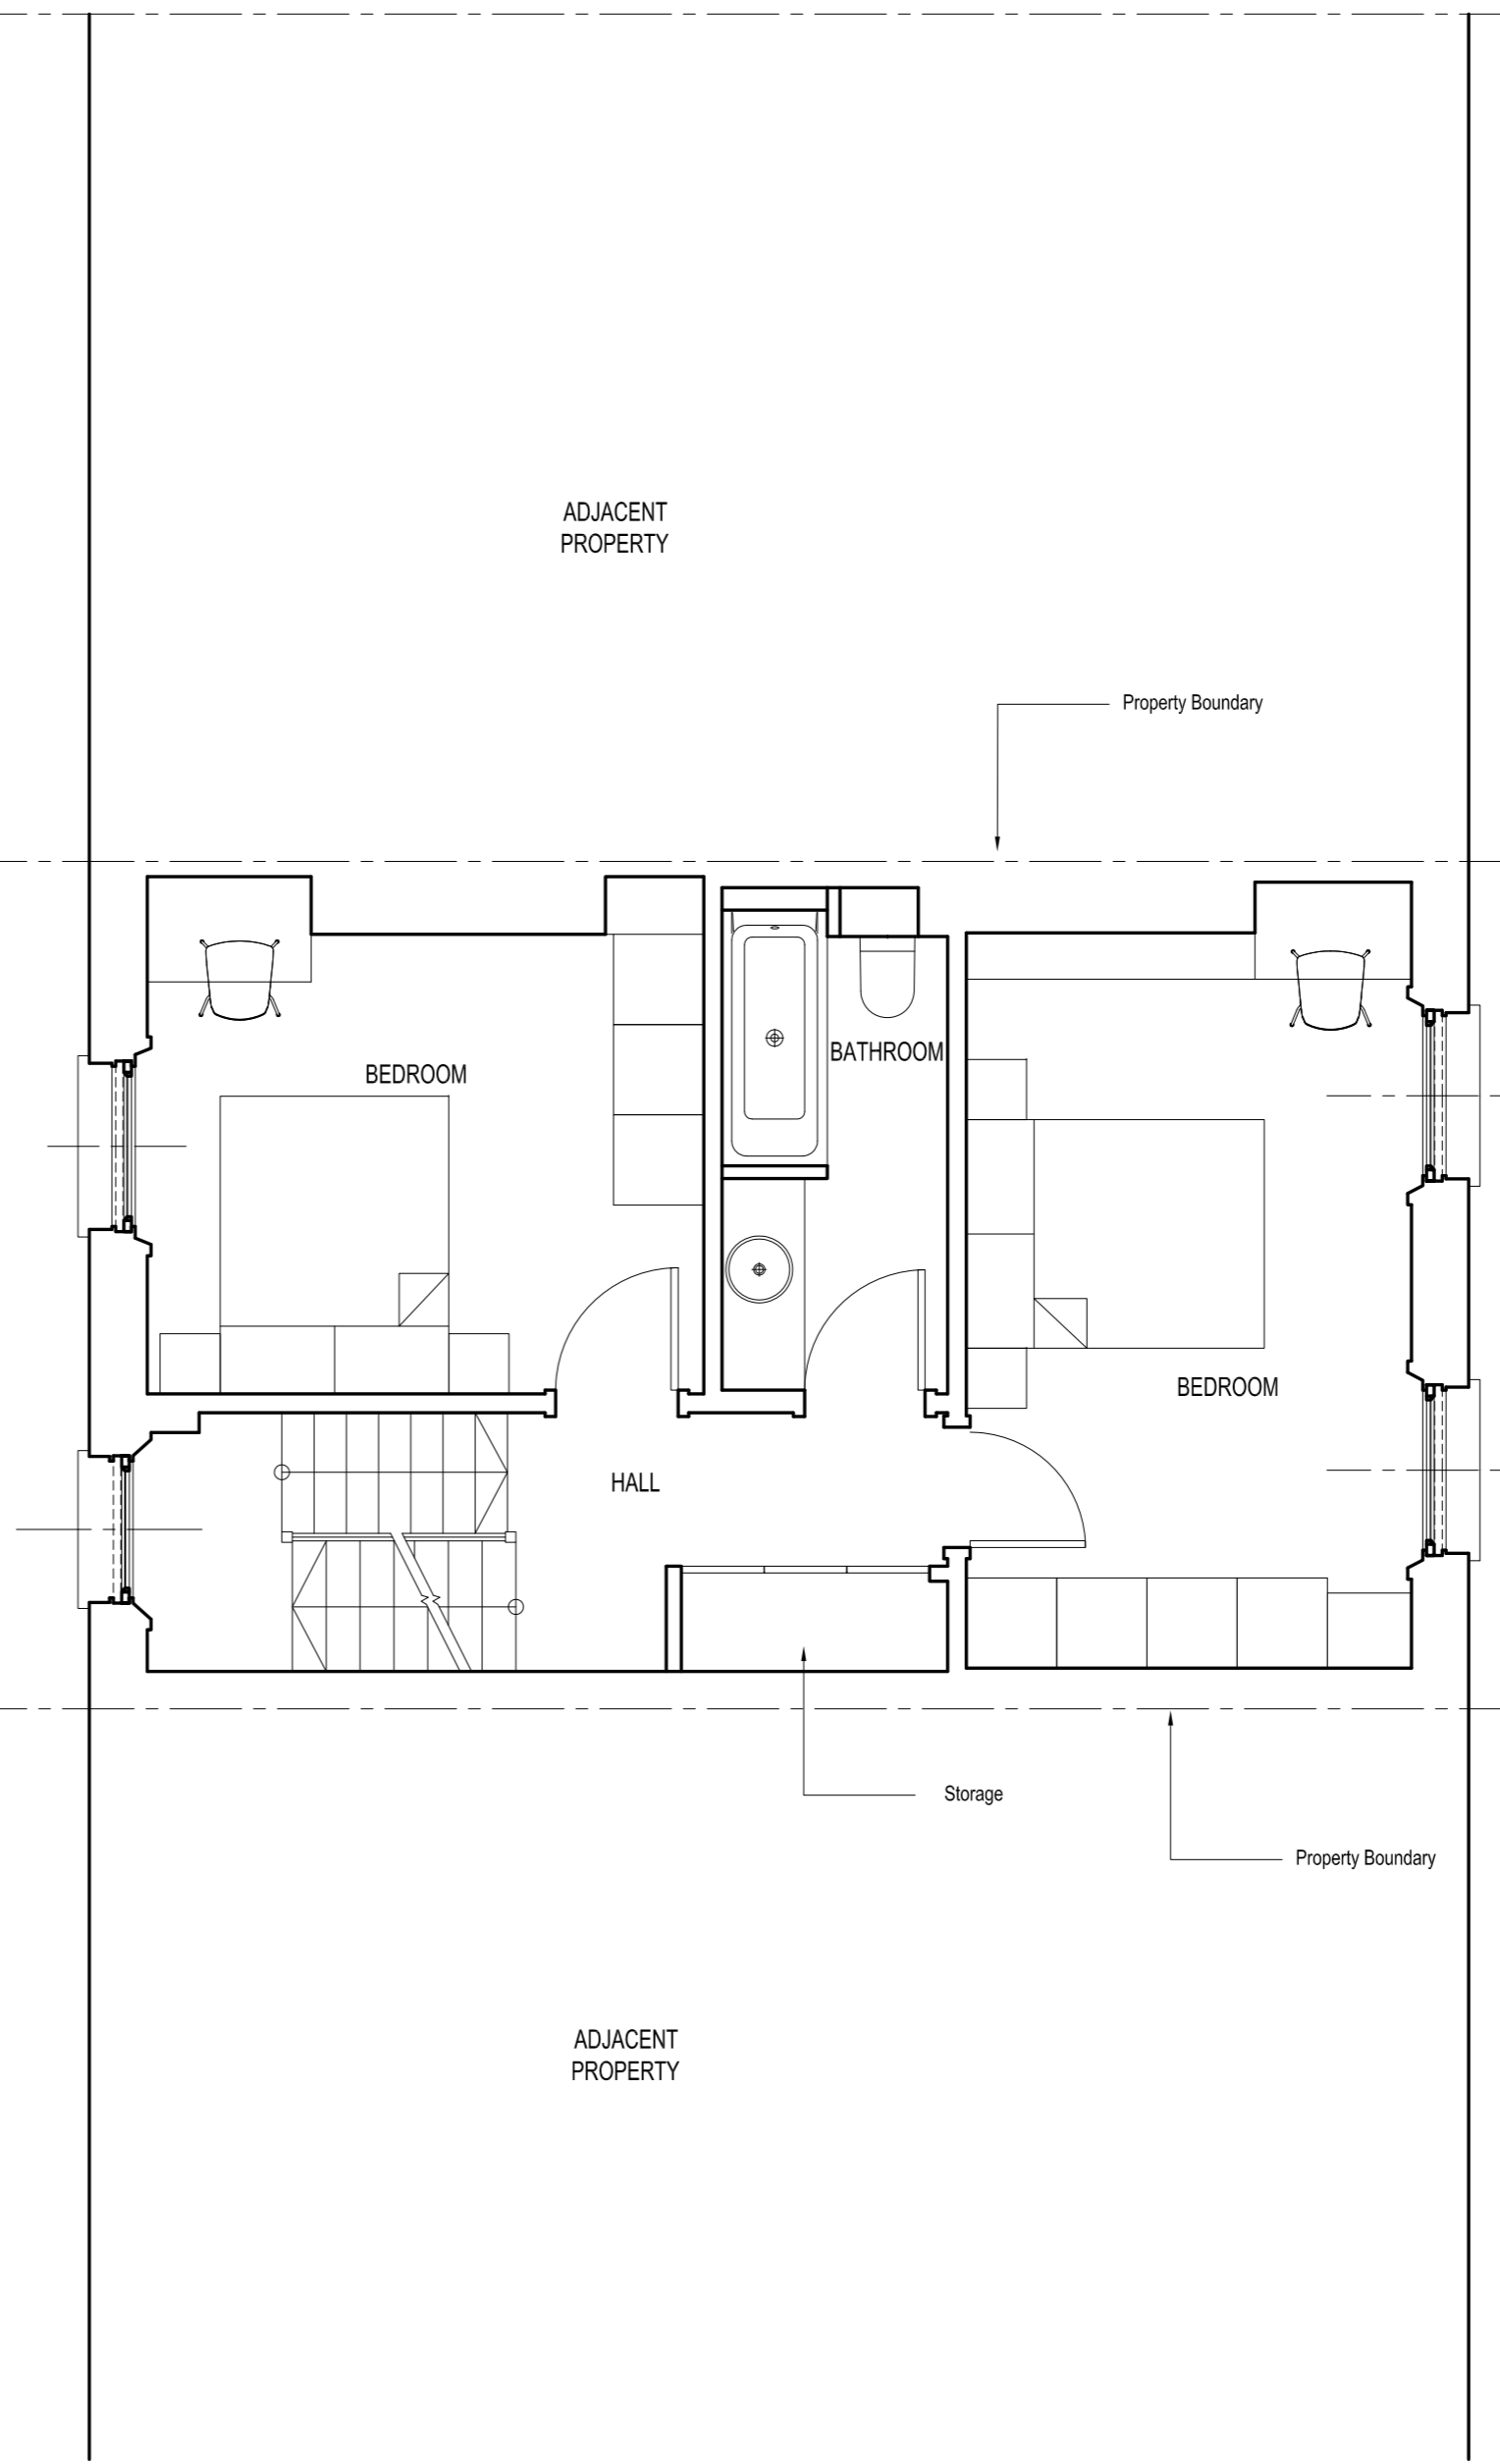 ADJACENT
PROPERTY
Property Boundary
BATHROOM
BEDROOM
BEDROOM
HALL
Storage
Property Boundary
ADJACENT
PROPERTY